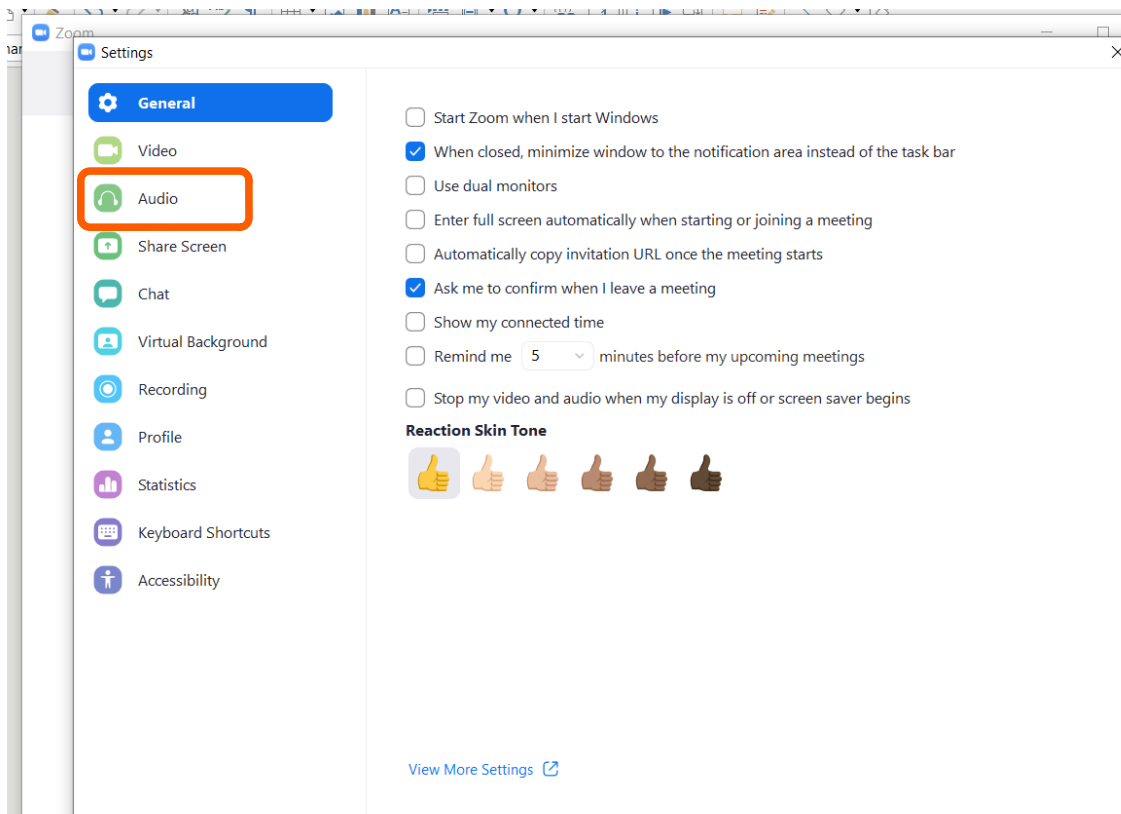 Zoom
Settings
General
Video
Audio
Share Screen
Chat
Virtual Background
Recording
Profile
Statistics
Keyboard Shortcuts
Accessibility
Start Zoom when I start Windows
When closed, minimize window to the notification area instead of the task bar
Use dual monitors
Enter full screen automatically when starting or joining a meeting
Automatically copy invitation URL once the meeting starts
Ask me to confirm when I leave a meeting
Show my connected time
Remind me 5 minutes before my upcoming meetings
Stop my video and audio when my display is off or screen saver begins
Reaction Skin Tone
View More Settings